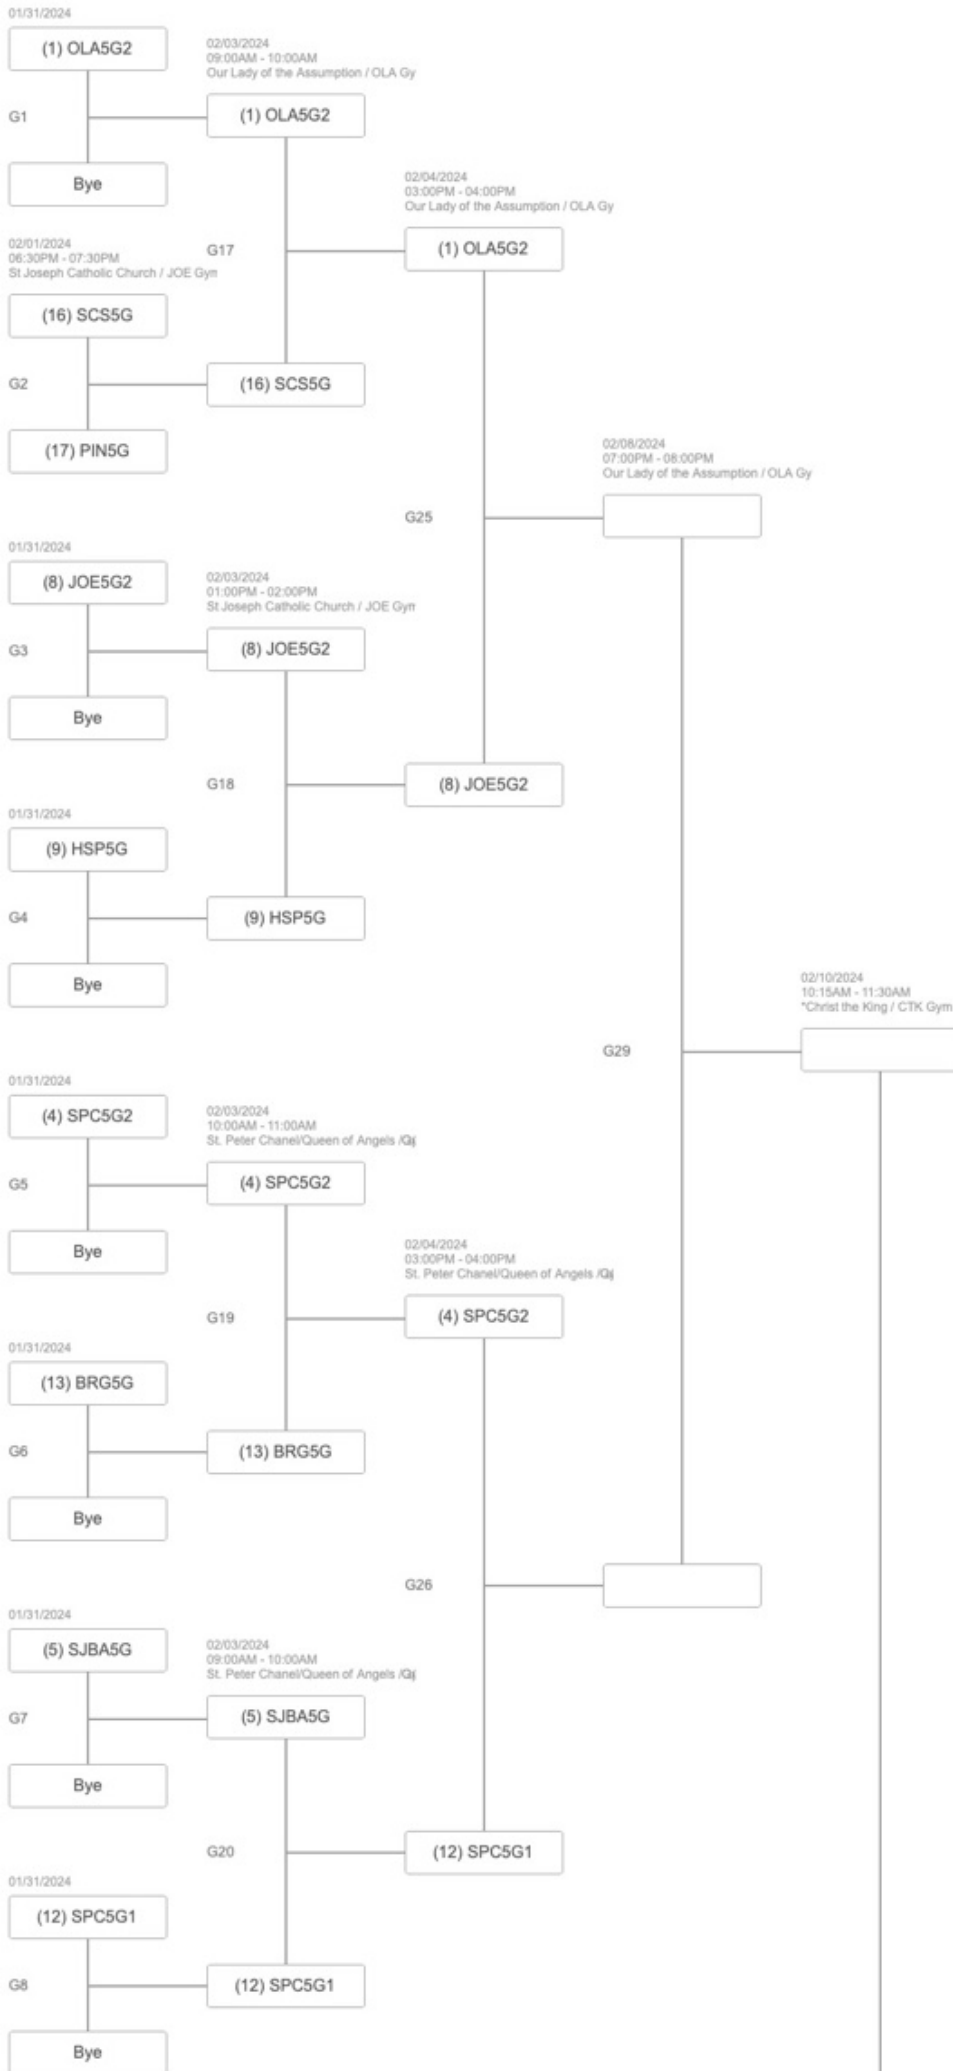 01/31/2024
(1) OLA5G2
G1
Bye
02/03/2024
09:00AM - 10:00AM
Our Lady of the Assumption / OLA Gy
(1) OLA5G2
G17
02/01/2024
06:30PM - 07:30PM
St Joseph Catholic Church / JOE Gym
(16) SCS5G
G2
(17) PIN5G
(16) SCS5G
02/04/2024
03:00PM - 04:00PM
Our Lady of the Assumption / OLA Gy
(1) OLA5G2
G25
01/31/2024
(8) JOE5G2
G3
Bye
02/03/2024
01:00PM - 02:00PM
St Joseph Catholic Church / JOE Gym
(8) JOE5G2
G18
01/31/2024
(9) HSP5G
G4
Bye
(9) HSP5G
(8) JOE5G2
02/08/2024
07:00PM - 08:00PM
Our Lady of the Assumption / OLA Gy
G29
01/31/2024
(4) SPC5G2
G5
Bye
02/03/2024
10:00AM - 11:00AM
St. Peter Chanel/Queen of Angels /
(4) SPC5G2
G19
01/31/2024
(13) BRG5G
G6
Bye
(13) BRG5G
02/04/2024
03:00PM - 04:00PM
St. Peter Chanel/Queen of Angels /
(4) SPC5G2
G26
01/31/2024
(5) SJBA5G
G7
Bye
02/03/2024
09:00AM - 10:00AM
St. Peter Chanel/Queen of Angels /
(5) SJBA5G
G20
01/31/2024
(12) SPC5G1
G8
Bye
(12) SPC5G1
(12) SPC5G1
02/10/2024
10:15AM - 11:30AM
*Christ the King / CTK Gym